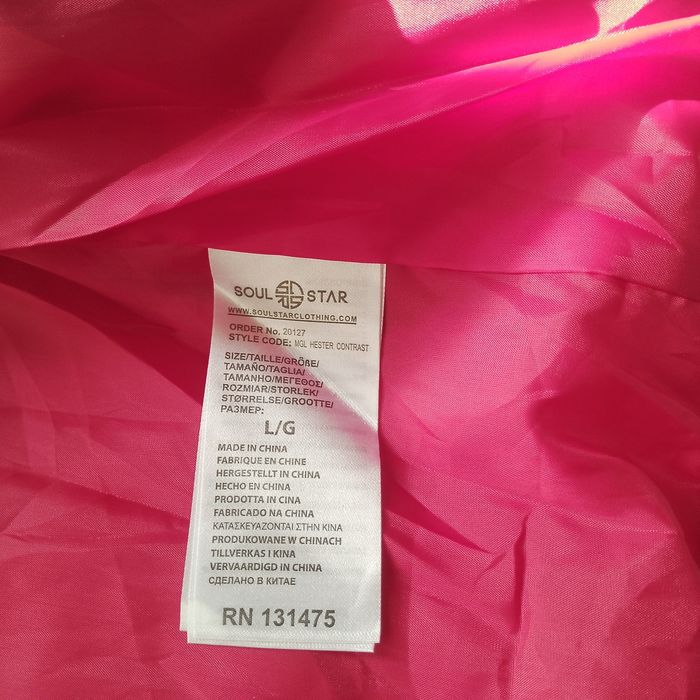 SOUL STAR
WWW.SOULSTARCLOTHING.COM
ORDER No. 20127
STYLE CODE: MGL HESTER CONTRAST
SIZE/TAILLE/GRÖßE/
TAMAÑO/TAGLIA/
TAMANHO/ΜΕΓΕΘΟΣ/
ROZMIAR/STORLEK/
STØRRELSE/GROOTTE/
РАЗМЕР:
L/G
MADE IN CHINA
FABRIQUE EN CHINE
HERGESTELLT IN CHINA
HECHO EN CHINA
PRODOTTA IN CINA
FABRICADO NA CHINA
ΚΑΤΑΣΚΕΥΑΖΟΝΤΑΙ ΣΤΗΝ ΚΙΝΑ
PRODUKOWANE W CHINACH
TILLVERKAS I KINA
VERVAARDIGD IN CHINA
СДЕЛАНО В КИТАЕ
RN 131475